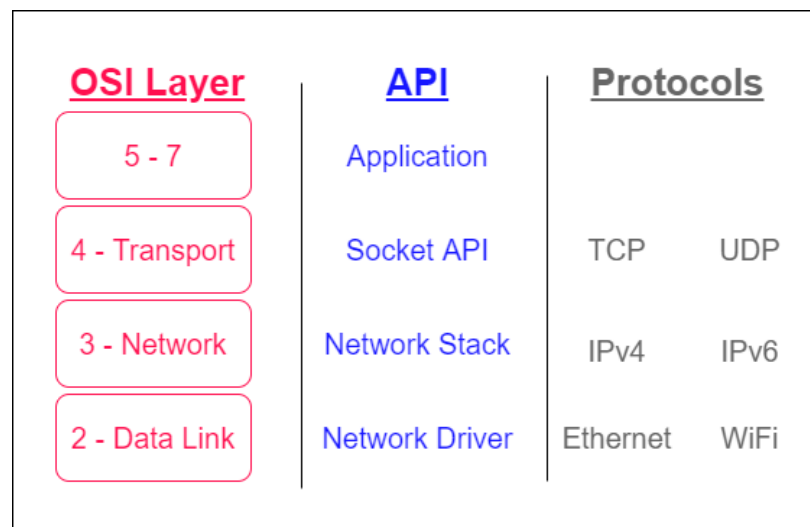 OSI Layer API Protocols
5 - 7 Application
4 - Transport Socket API TCP UDP
3 - Network Network Stack IPv4 IPv6
2 - Data Link Network Driver Ethernet WiFi